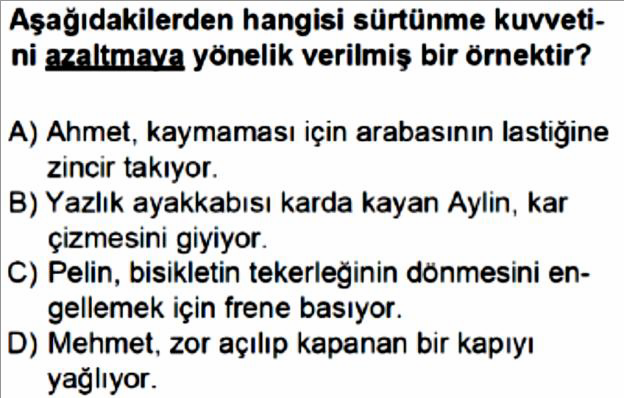 Aşağıdakilerden hangisi sürtünme kuvveti-
ni azaltmaya yönelik verilmiş bir örnektir?
A) Ahmet, kaymaması için arabasının lastiğine
zincir takıyor.
B) Yazlık ayakkabısı karda kayan Aylin, kar
çizmesini giyiyor.
C) Pelin, bisikletin tekerleğinin dönmesini en-
gellemek için frene basıyor.
D) Mehmet, zor açılıp kapanan bir kapıyı
yağlıyor.